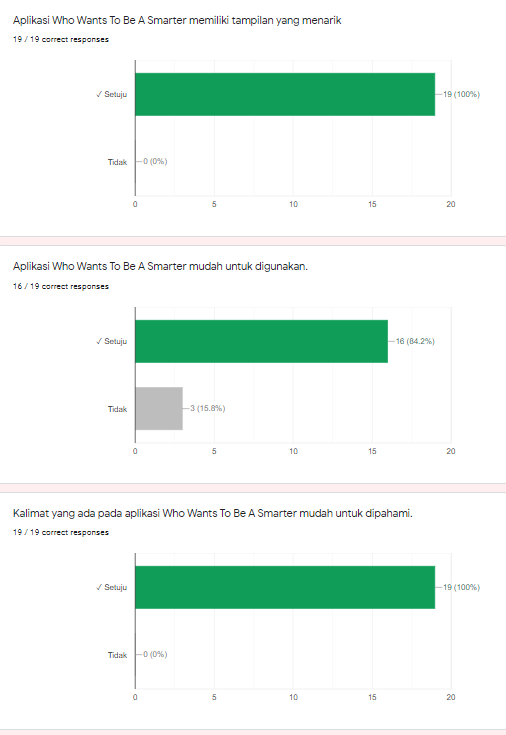 Aplikasi Who Wants To Be A Smarter memiliki tampilan yang menarik
19 / 19 correct responses
✓ Setuju
19 (100%)
Tidak
0 (0%)
0 5 10 15 20
Aplikasi Who Wants To Be A Smarter mudah untuk digunakan.
16 / 19 correct responses
✓ Setuju
16 (84.2%)
Tidak
3 (15.8%)
0 5 10 15 20
Kalimat yang ada pada aplikasi Who Wants To Be A Smarter mudah untuk dipahami.
19 / 19 correct responses
✓ Setuju
19 (100%)
Tidak
0 (0%)
0 5 10 15 20